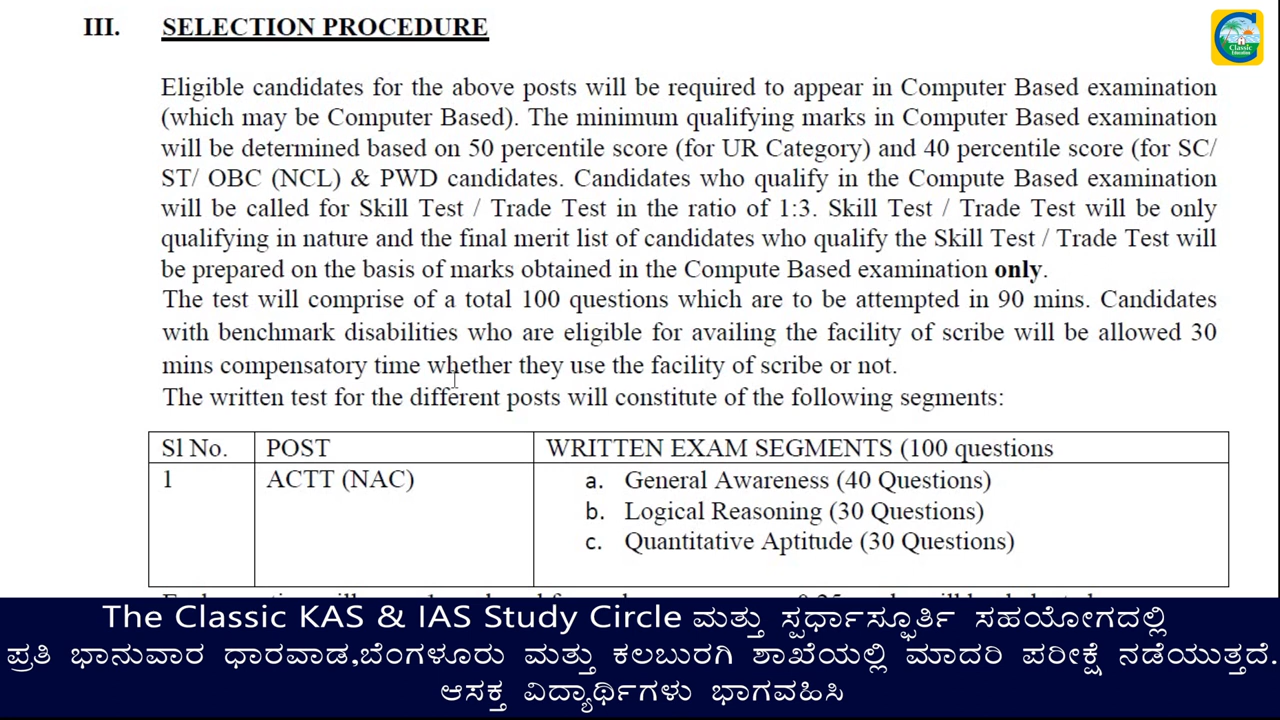 III. SELECTION PROCEDURE
Classic
Education
Eligible candidates for the above posts will be required to appear in Computer Based examination
(which may be Computer Based). The minimum qualifying marks in Computer Based examination
will be determined based on 50 percentile score (for UR Category) and 40 percentile score (for SC/
ST/ OBC (NCL) & PWD candidates. Candidates who qualify in the Compute Based examination
will be called for Skill Test / Trade Test in the ratio of 1:3. Skill Test / Trade Test will be only
qualifying in nature and the final merit list of candidates who qualify the Skill Test / Trade Test will
be prepared on the basis of marks obtained in the Compute Based examination only.
The test will comprise of a total 100 questions which are to be attempted in 90 mins. Candidates
with benchmark disabilities who are eligible for availing the facility of scribe will be allowed 30
mins compensatory time whether they use the facility of scribe or not.
The written test for the different posts will constitute of the following segments:
Sl No. POST WRITTEN EXAM SEGMENTS (100 questions
1 ACTT (NAC) a. General Awareness (40 Questions)
b. Logical Reasoning (30 Questions)
c. Quantitative Aptitude (30 Questions)
The Classic KAS & IAS Study Circle ಮತ್ತು ಸ್ಪರ್ಧಾಸ್ಫೂರ್ತಿ ಸಹಯೋಗದಲ್ಲಿ
ಪ್ರತಿ ಭಾನುವಾರ ಧಾರವಾಡ,ಬೆಂಗಳೂರು ಮತ್ತು ಕಲಬುರಗಿ ಶಾಖೆಯಲ್ಲಿ ಮಾದರಿ ಪರೀಕ್ಷೆ ನಡೆಯುತ್ತದೆ.
ಆಸಕ್ತ ವಿದ್ಯಾರ್ಥಿಗಳು ಭಾಗವಹಿಸಿ